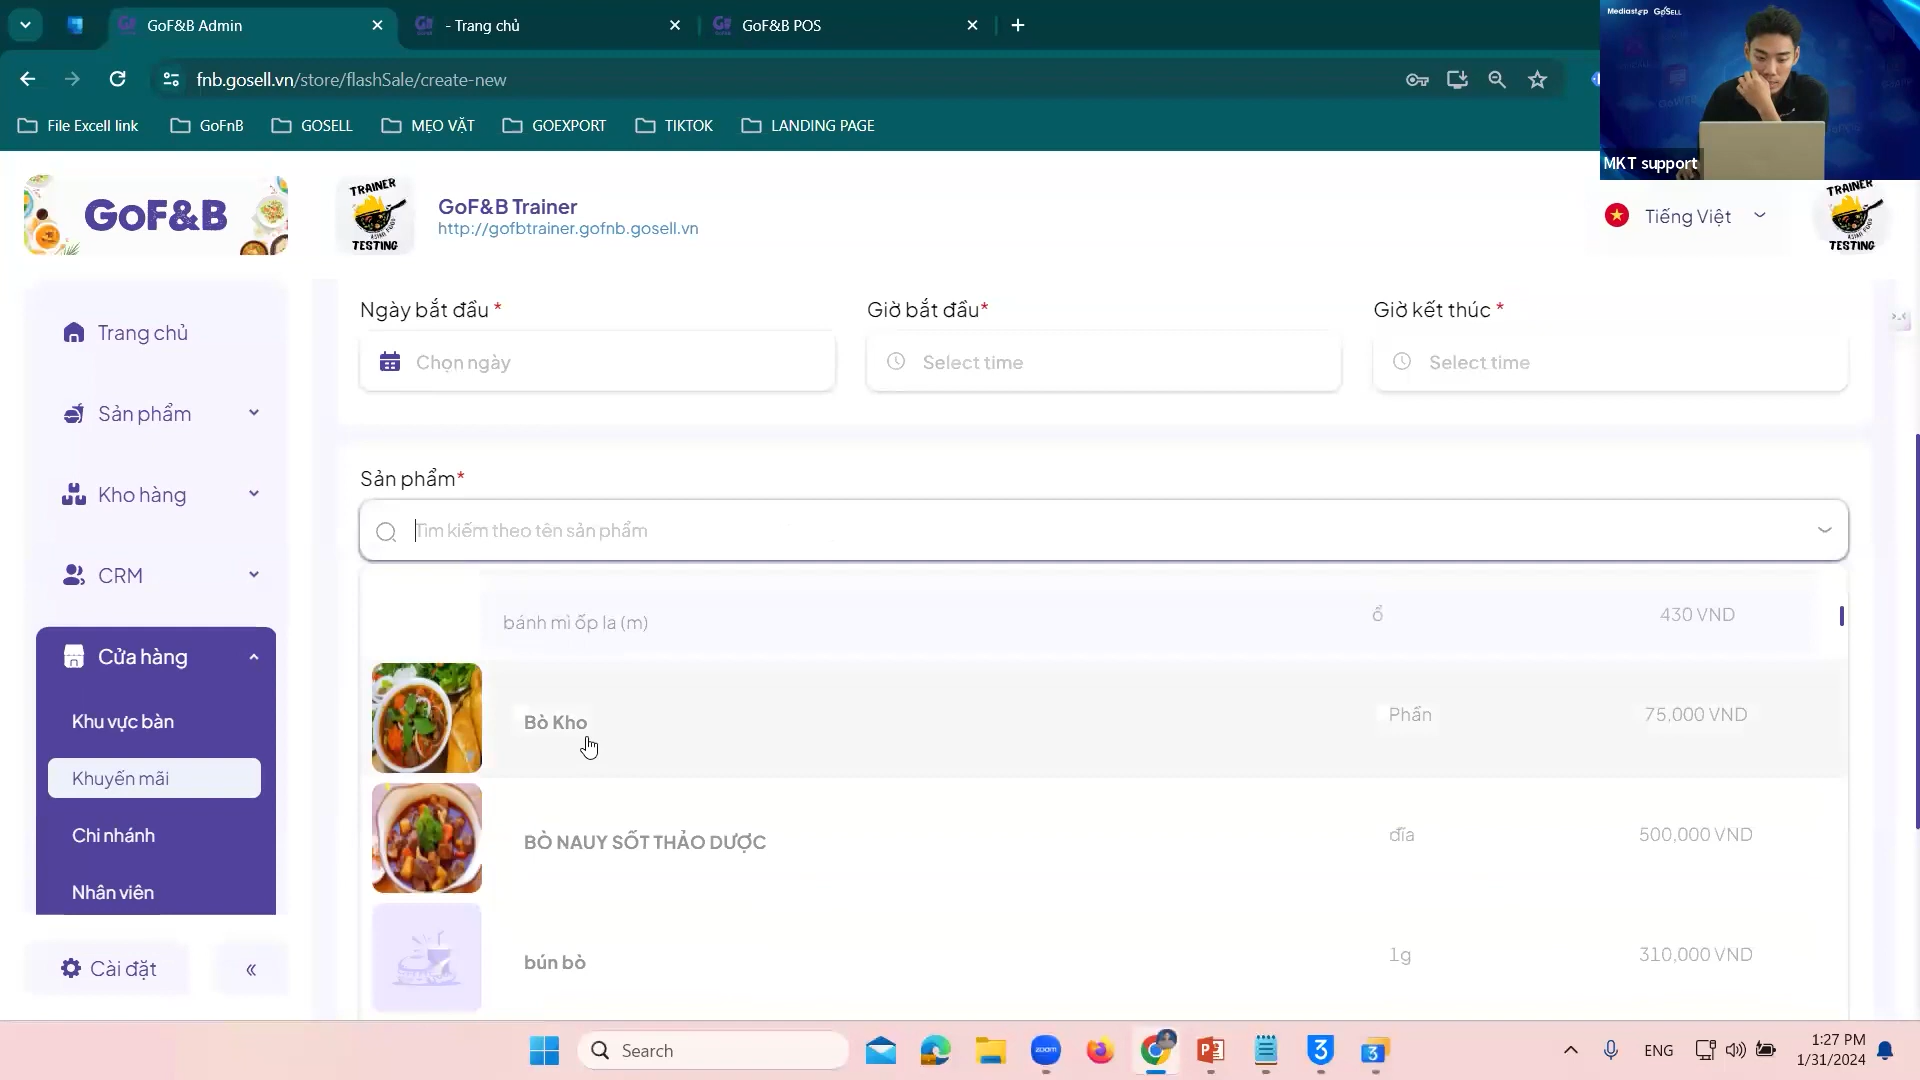 GoF&B Admin
- Trang chủ
GoF&B POS
fnb.gosell.vn/store/flashSale/create-new
File Excell link
GoFnB
GOSELL
MẸO VẶT
GOEXPORT
TIKTOK
LANDING PAGE
Mediastep GoSELL
MKT support
GoF&B
TRAINER
TESTING
GoF&B Trainer
http://gofbtrainer.gofnb.gosell.vn
Tiếng Việt
TRAINER
TESTING
Trang chủ
Sản phẩm
Kho hàng
CRM
Cửa hàng
Khu vực bàn
Khuyến mãi
Chi nhánh
Nhân viên
Cài đặt
«
Ngày bắt đầu *
Giờ bắt đầu*
Giờ kết thúc *
Chọn ngày
Select time
Select time
Sản phẩm*
Tìm kiếm theo tên sản phẩm
bánh mì ốp la (m)
ổ
430 VND
Bò Kho
Phần
75,000 VND
BÒ NAUY SỐT THẢO DƯỢC
dĩa
500,000 VND
bún bò
1g
310,000 VND
Search
zoom
ENG
1:27 PM
1/31/2024